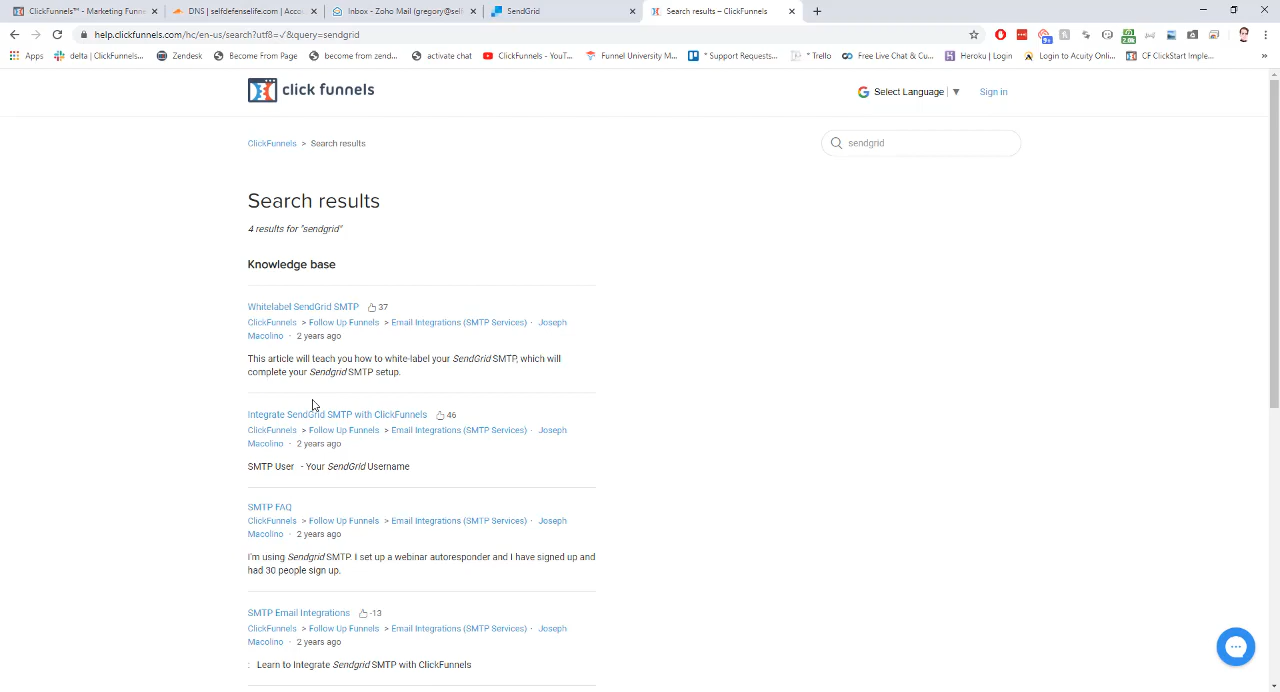 ClickFunnels™ - Marketing Funne
DNS | selfdefenselife.com | Acco
Inbox - Zoho Mail (gregory@self
SendGrid
Search results – ClickFunnels
help.clickfunnels.com/hc/en-us/search?utf8=✓&query=sendgrid
Apps
delta | ClickFunnels...
Zendesk
Become From Page
Become from zend...
activatekickst
ClickFunnels - YouT...
Funnel University M...
* Support Requests...
* Trello
Free Live Chat & Cu...
Heroku | Login
Login to Acuity Onli...
CF ClickStart Imple...
»
click funnels
Select Language ▼
Sign in
ClickFunnels > Search results
sendgrid
Search results
4 results for "sendgrid"
Knowledge base
Whitelabel SendGrid SMTP 37
ClickFunnels > Follow Up Funnels > Email Integrations (SMTP Services) · Joseph
Macolino · 2 years ago
This article will teach you how to white-label your SendGrid SMTP, which will
complete your Sendgrid SMTP setup.
Integrate SendGrid SMTP with ClickFunnels 46
ClickFunnels > Follow Up Funnels > Email Integrations (SMTP Services) · Joseph
Macolino · 2 years ago
SMTP User - Your SendGrid Username
SMTP FAQ
ClickFunnels > Follow Up Funnels > Email Integrations (SMTP Services) · Joseph
Macolino · 2 years ago
I'm using Sendgrid SMTP. I set up a webinar autoresponder and I have signed up and
had 30 people sign up.
SMTP Email Integrations -13
ClickFunnels > Follow Up Funnels > Email Integrations (SMTP Services) · Joseph
Macolino · 2 years ago
: Learn to Integrate Sendgrid SMTP with ClickFunnels